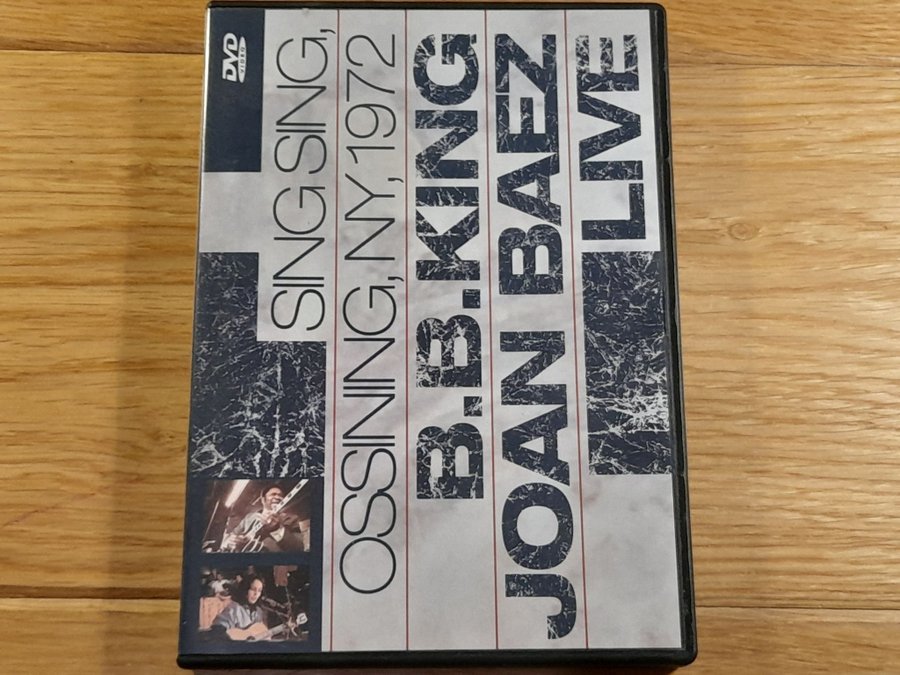 DVD
VIDEO
SING SING,
OSSINING, NY, 1972
B.B.KING
JOAN BAEZ
LIVE